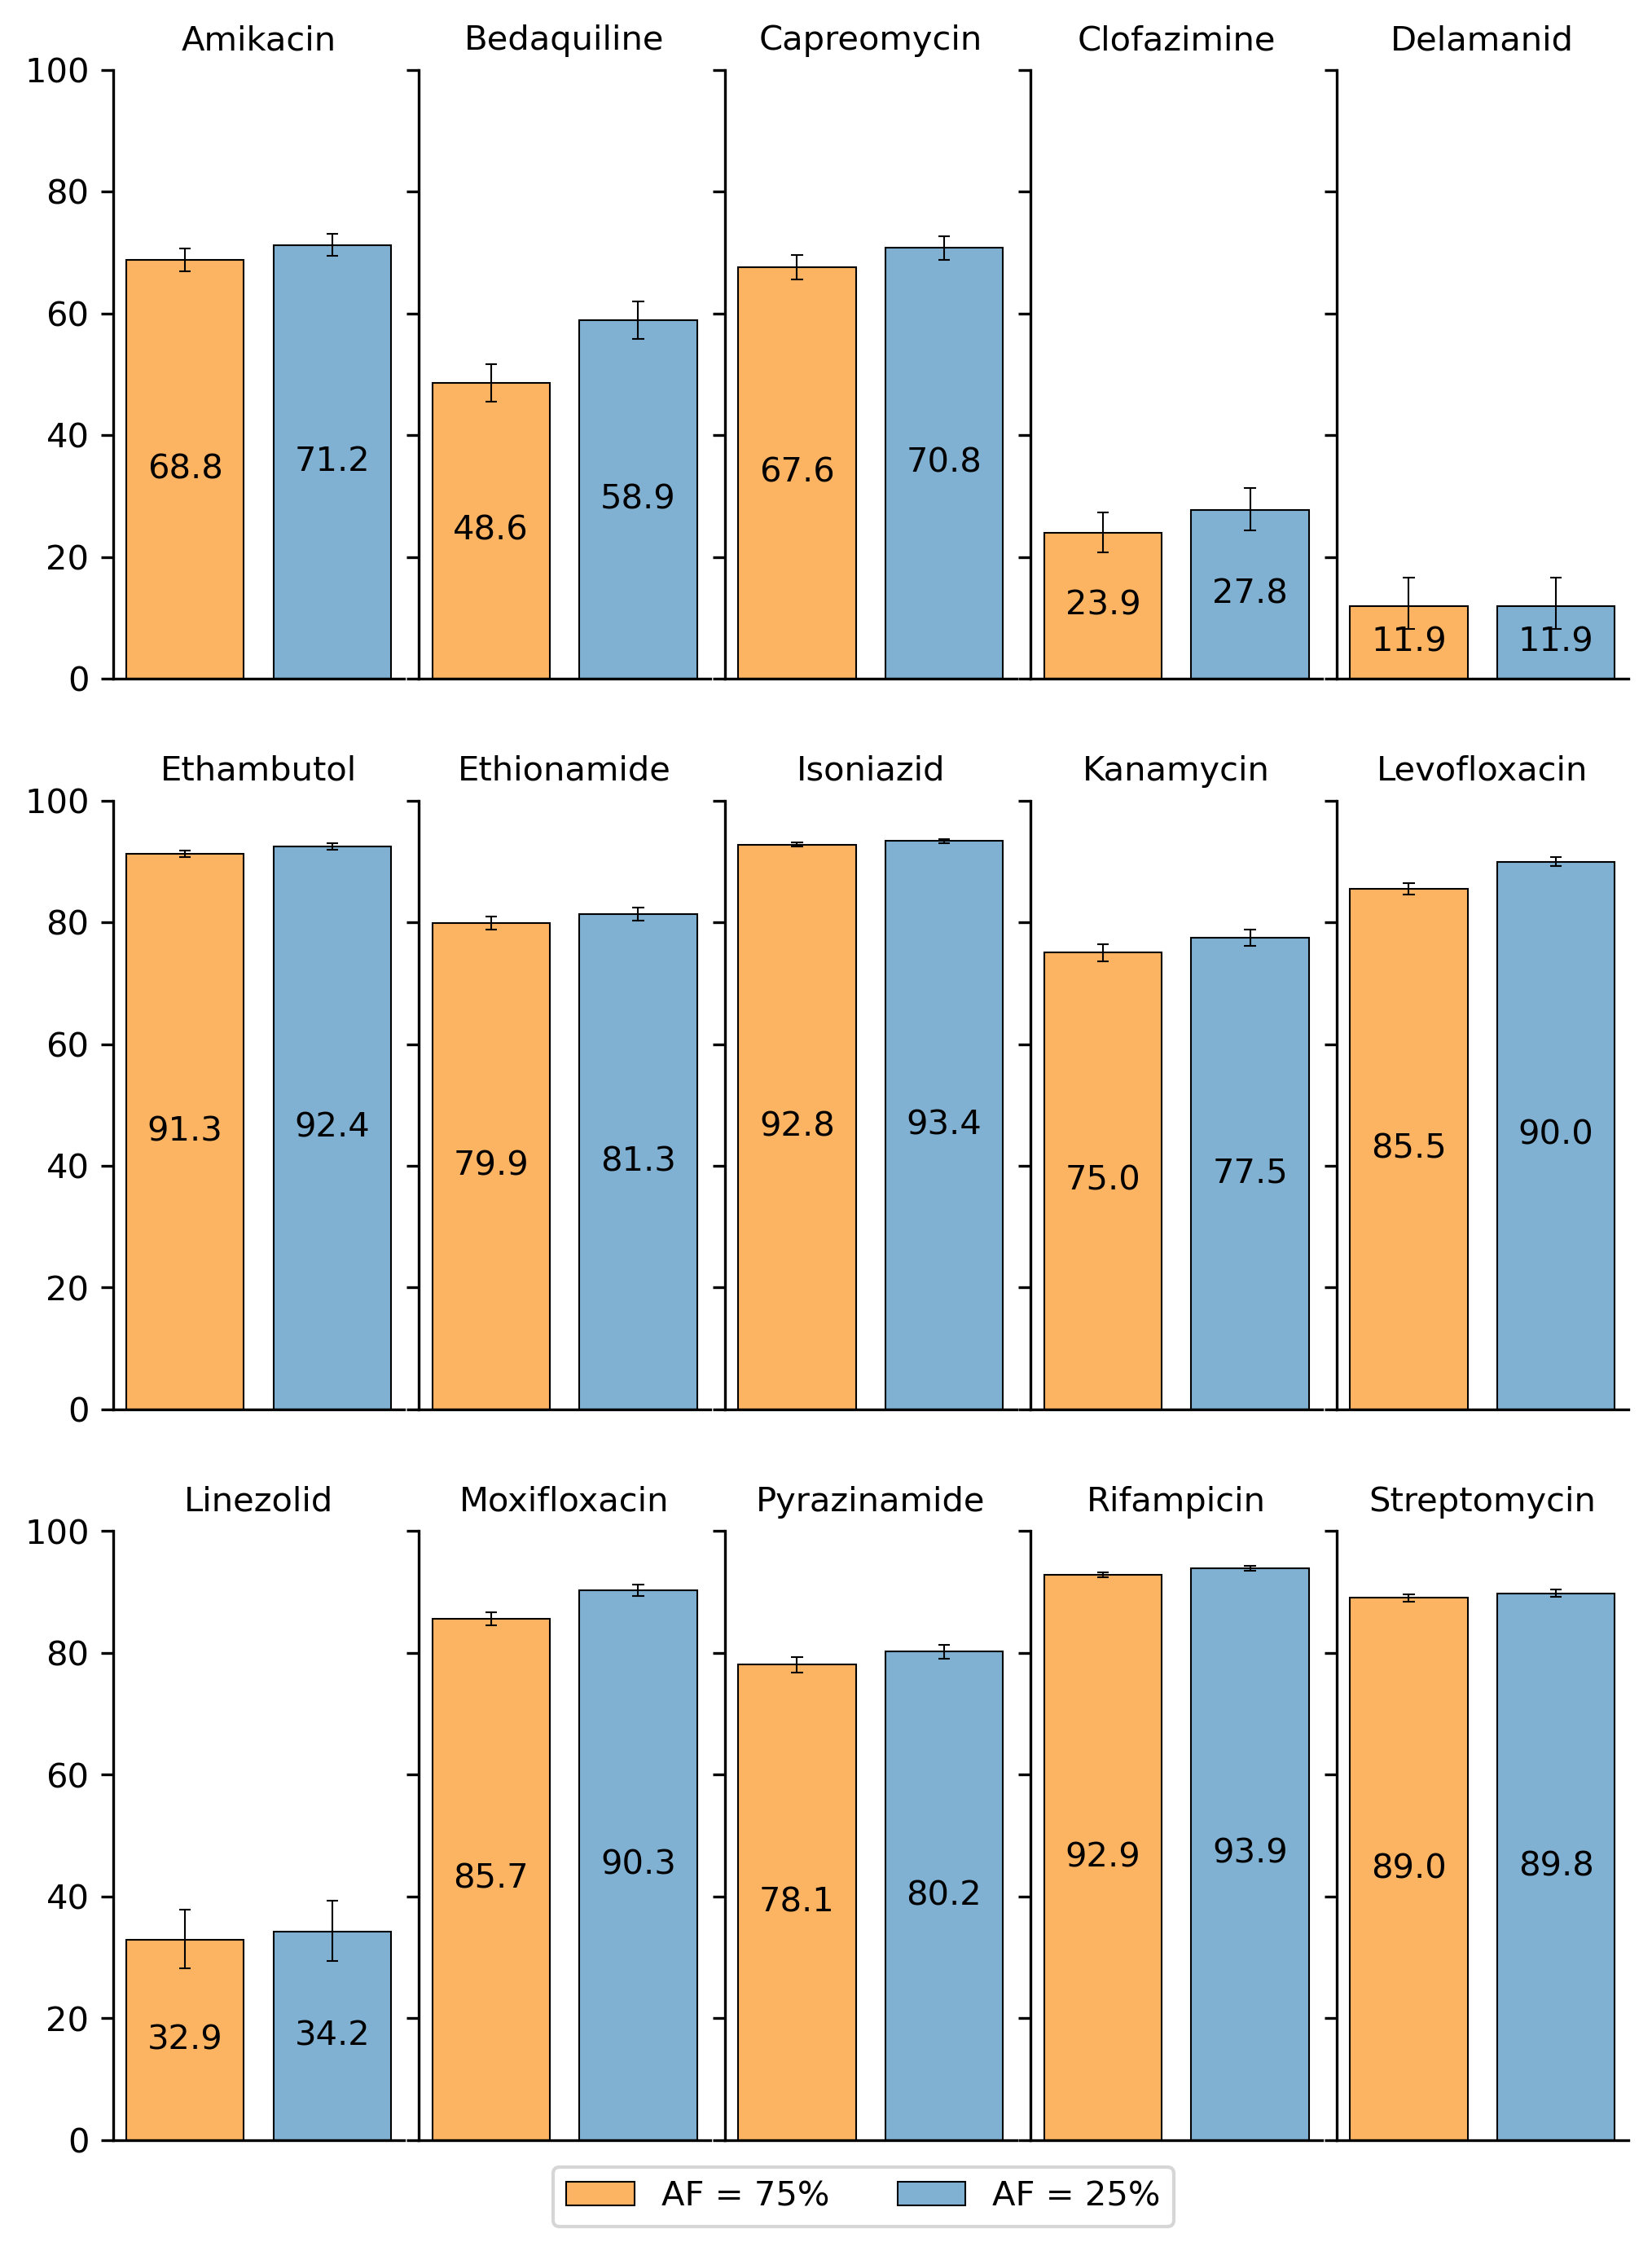 Amikacin Bedaquiline Capreomycin Clofazimine Delamanid
100
80
60
40
20
0
68.8 71.2 48.6 58.9 67.6 70.8 23.9 27.8 11.9 11.9
Ethambutol Ethionamide Isoniazid Kanamycin Levofloxacin
100
80
60
40
20
0
91.3 92.4 79.9 81.3 92.8 93.4 75.0 77.5 85.5 90.0
Linezolid Moxifloxacin Pyrazinamide Rifampicin Streptomycin
100
80
60
40
20
0
32.9 34.2 85.7 90.3 78.1 80.2 92.9 93.9 89.0 89.8
AF = 75% AF = 25%